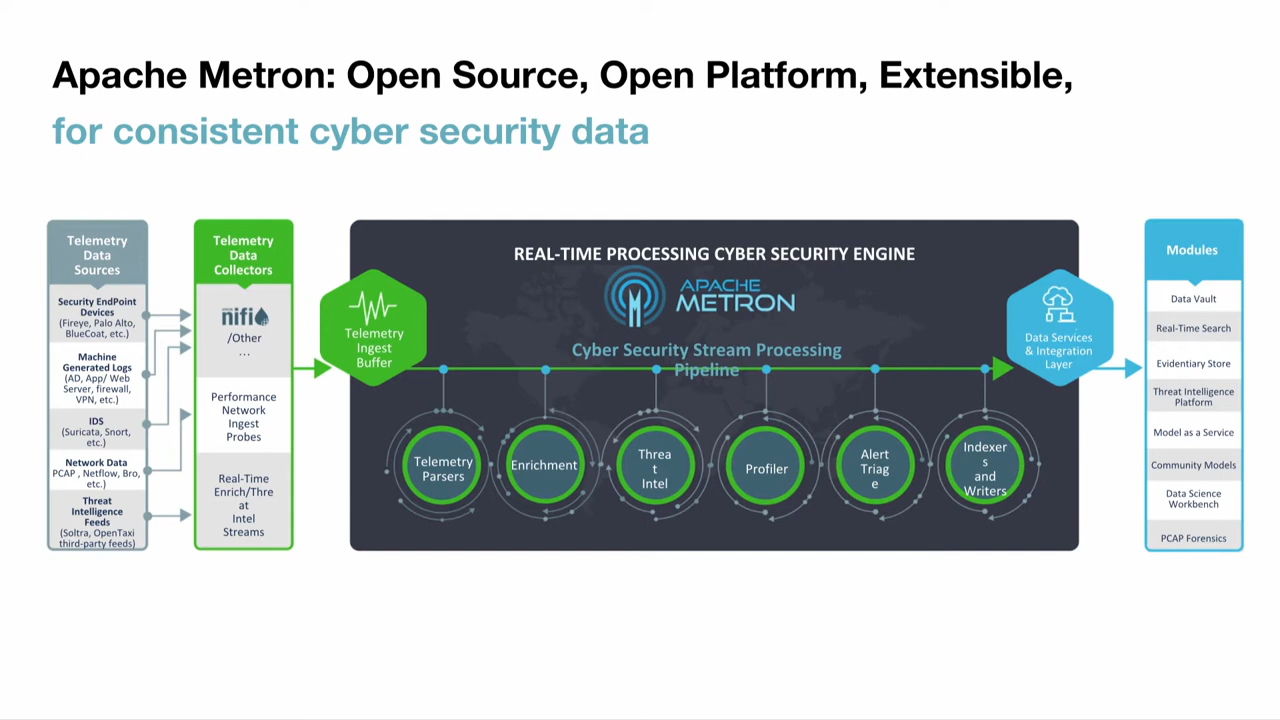 Apache Metron: Open Source, Open Platform, Extensible,
for consistent cyber security data
Telemetry
Data
Sources
Security EndPoint
Devices
(Fireye, Palo Alto,
BlueCoat, etc.)
Machine
Generated Logs
(AD, App/ Web
Server, firewall,
VPN, etc.)
IDS
(Suricata, Snort,
etc.)
Network Data
PCAP , Netflow, Bro,
etc.)
Threat
Intelligence
Feeds
(Soltra, OpenTaxi
third-party feeds)
Telemetry
Data
Collectors
nifi
/Other
...
Performance
Network
Ingest
Probes
Real-Time
Enrich/Thre
at
Intel
Streams
Telemetry
Ingest
Buffer
REAL-TIME PROCESSING CYBER SECURITY ENGINE
APACHE
METRON
Cyber Security Stream Processing
Pipeline
Telemetry
Parsers
Enrichment
Threa
t
Intel
Profiler
Alert
Triag
e
Indexer
s
and
Writers
Data Services
& Integration
Layer
Modules
Data Vault
Real-Time Search
Evidentiary Store
Threat Intelligence
Platform
Model as a Service
Community Models
Data Science
Workbench
PCAP Forensics